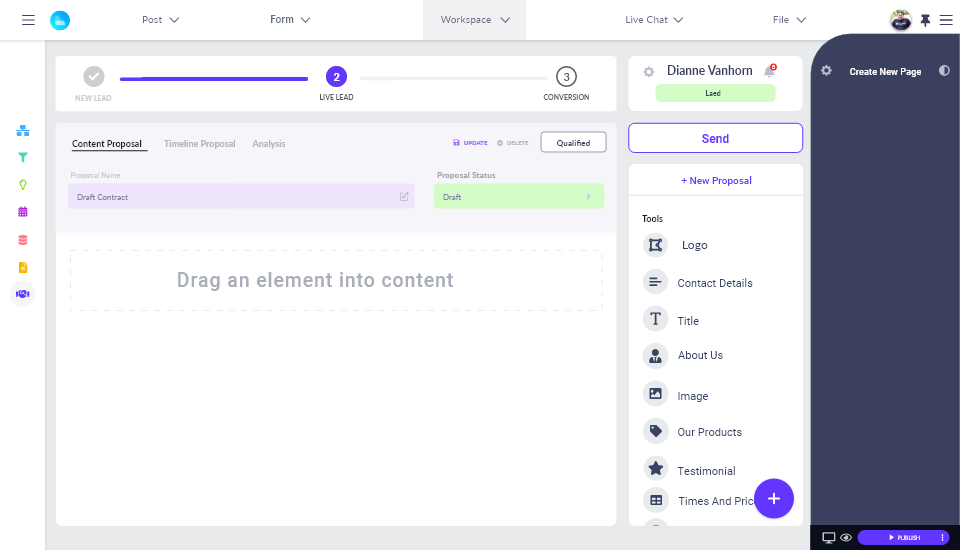 Post
Form
Workspace
Live Chat
File
2
3
NEW LEAD
LIVE LEAD
CONVERSION
Dianne Vanhorn
Laed
Create New Page
Content Proposal
Timeline Proposal
Analysis
UPDATE
DELETE
Qualified
Send
Proposal Name
Proposal Status
Draft Contract
Draft
+ New Proposal
Drag an element into content
Tools
Logo
Contact Details
T
Title
About Us
Image
Our Products
Testimonial
Times And Pric
+
PUBLISH